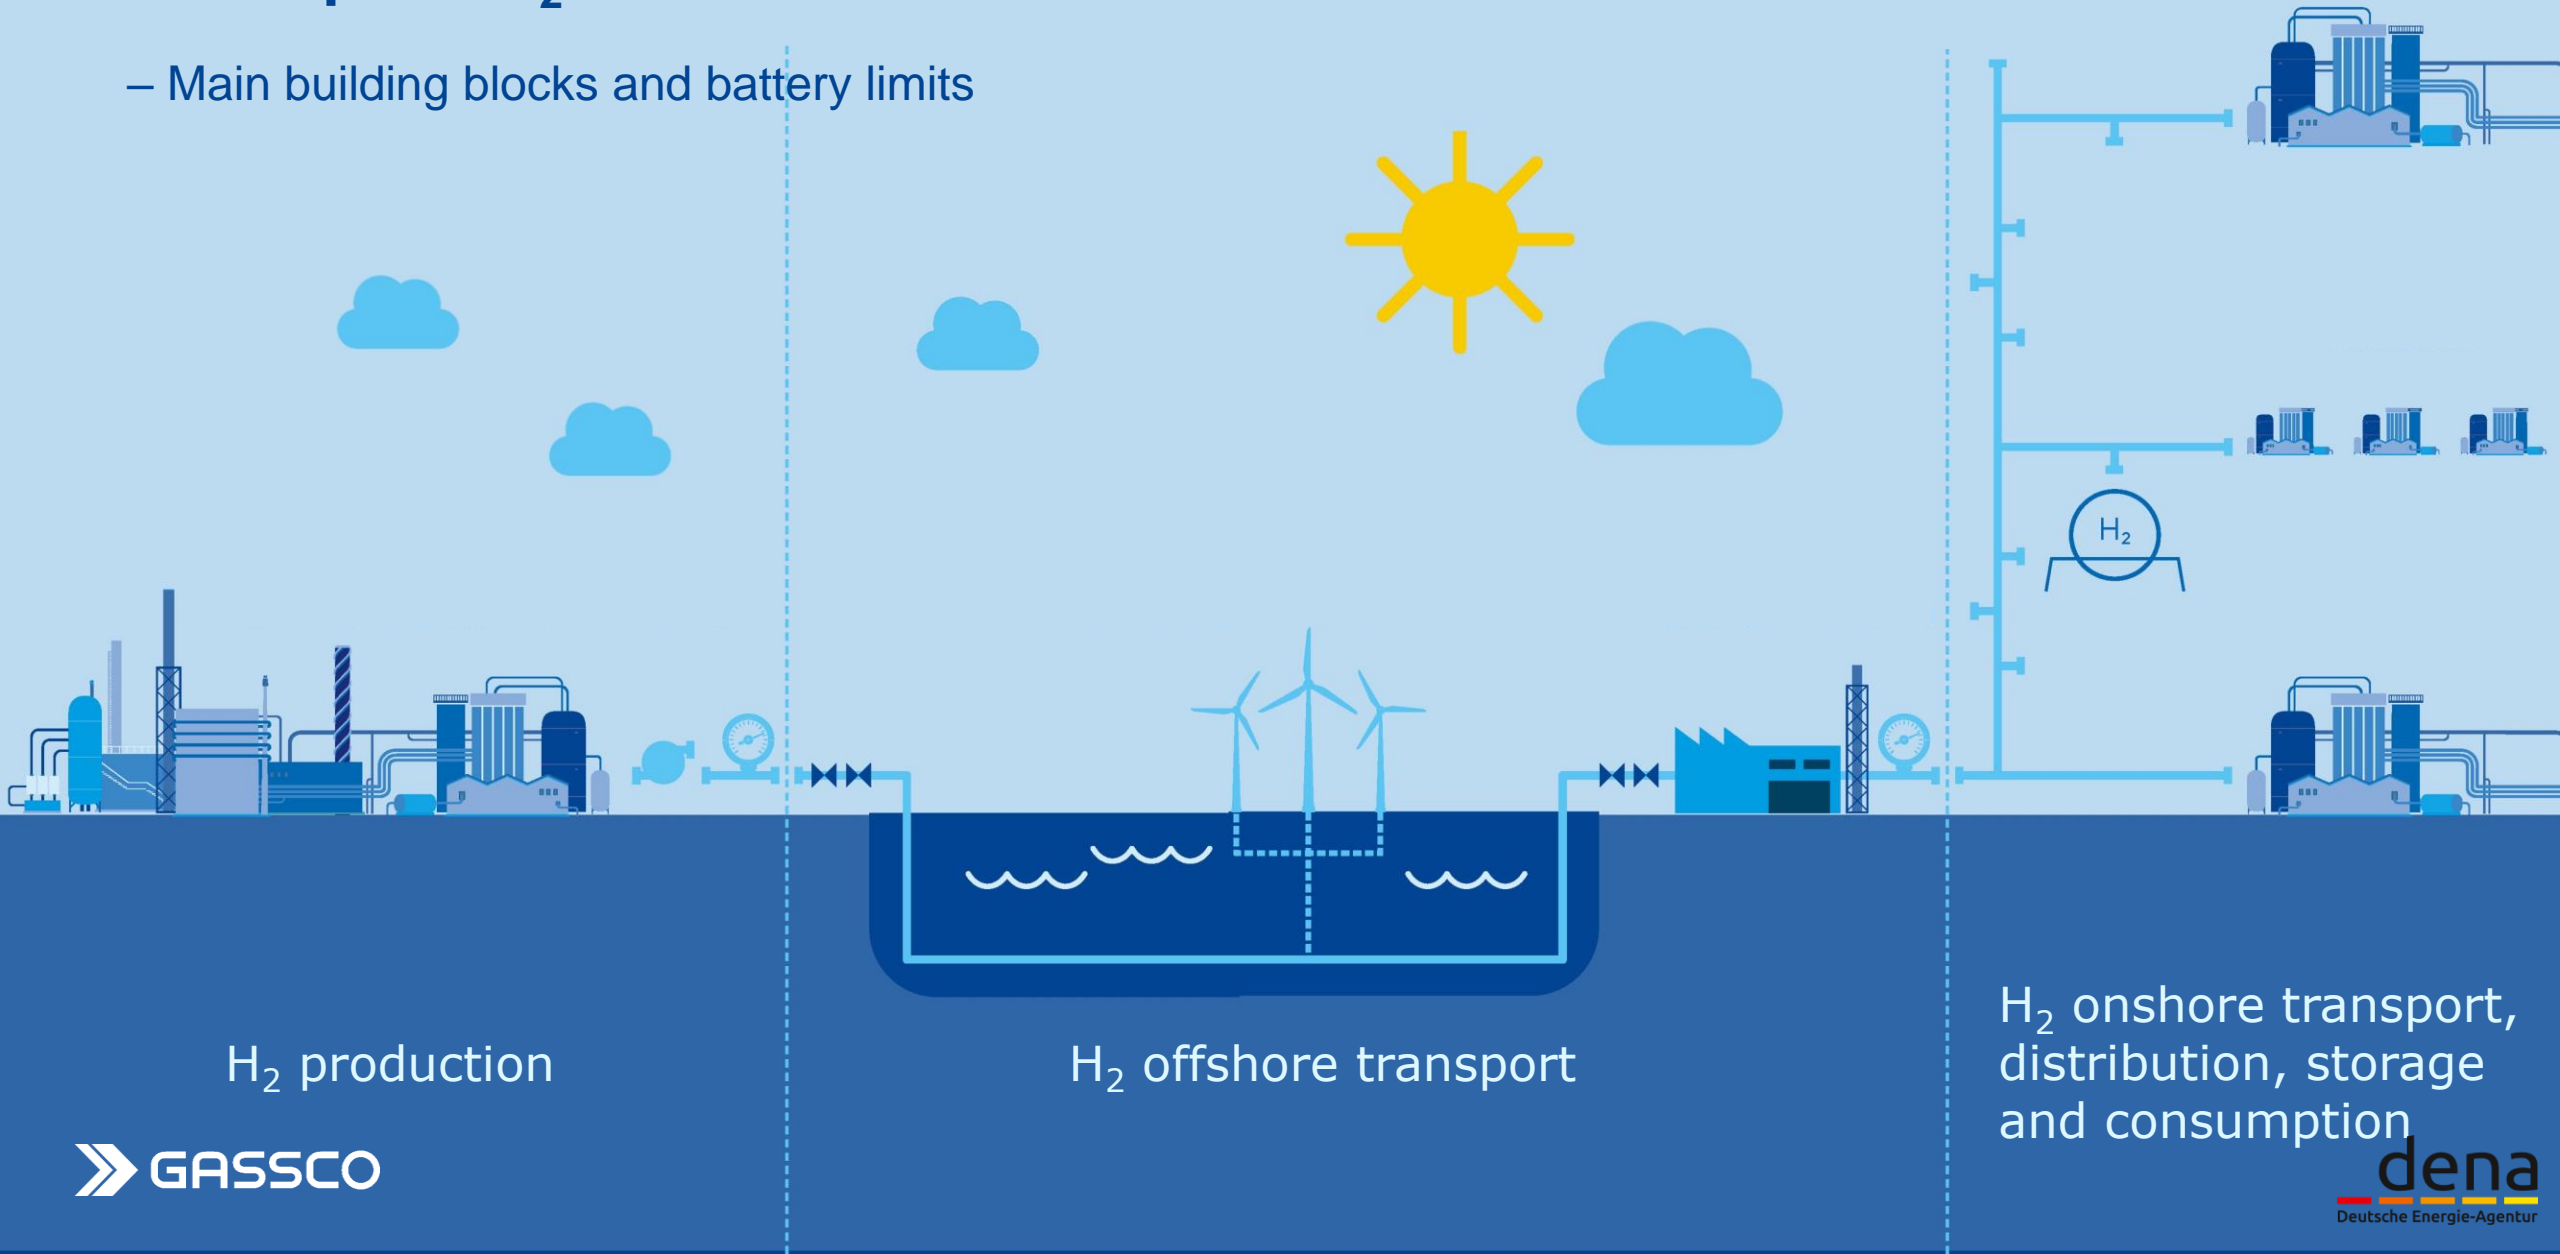 – Main building blocks and battery limits
H₂
H₂ production
H₂ offshore transport
H₂ onshore transport,
distribution, storage
and consumption
GASSCO
dena
Deutsche Energie-Agentur